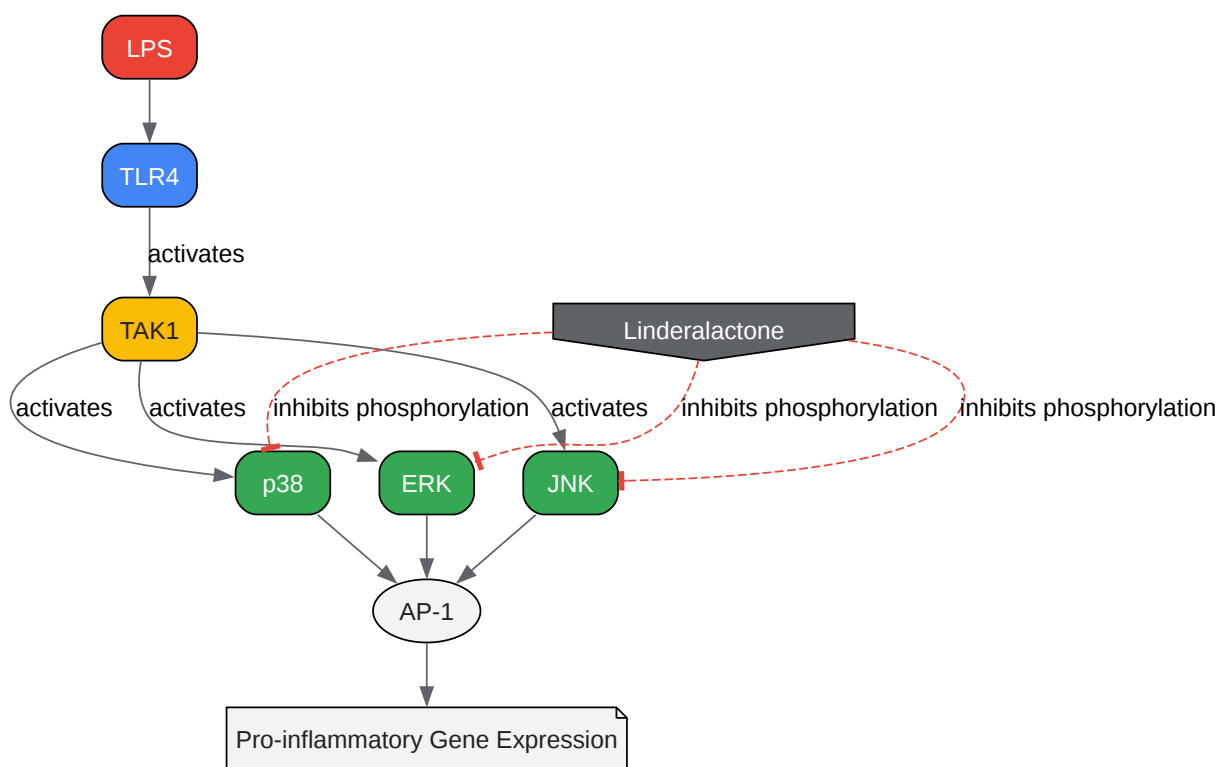 LPS
TLR4
activates
TAK1
Linderalactone
activates
activates
inhibits phosphorylation
activates
inhibits phosphorylation
inhibits phosphorylation
p38
ERK
JNK
AP-1
Pro-inflammatory Gene Expression